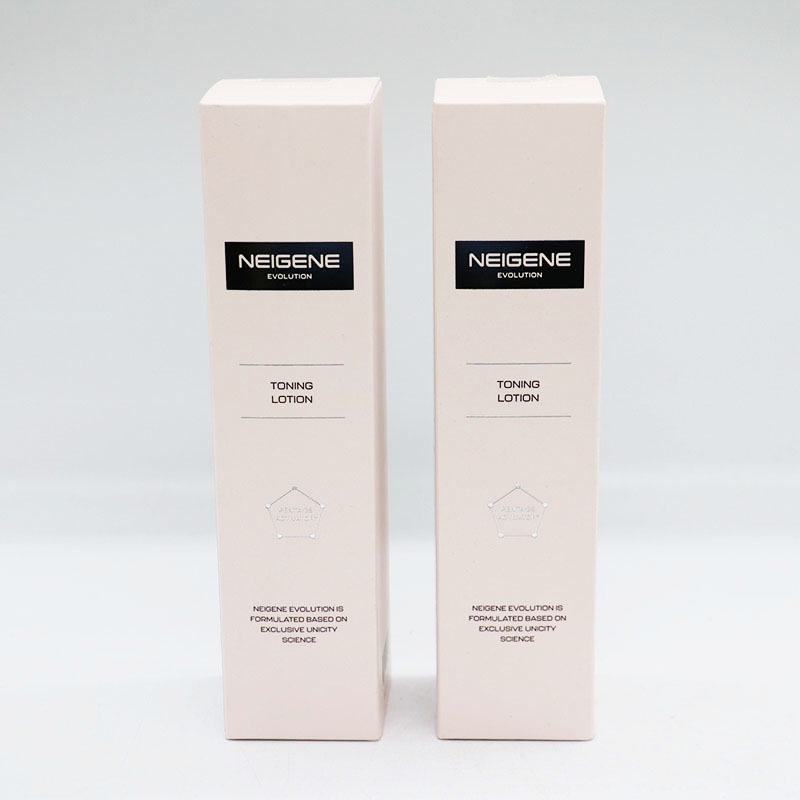 NEIGENE
EVOLUTION
TONING
LOTION
NEIGENE EVOLUTION IS
FORMULATED BASED ON
EXCLUSIVE UNICITY
SCIENCE
NEIGENE
EVOLUTION
TONING
LOTION
NEIGENE EVOLUTION IS
FORMULATED BASED ON
EXCLUSIVE UNICITY
SCIENCE